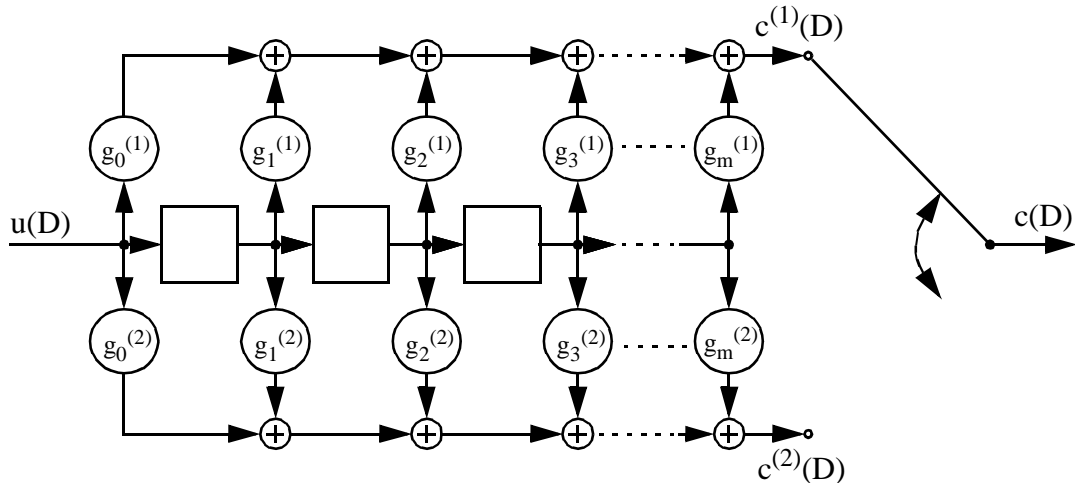 c⁽¹⁾(D)
g₀⁽¹⁾ g₁⁽¹⁾ g₂⁽¹⁾ g₃⁽¹⁾ gₘ⁽¹⁾
u(D) c(D)
g₀⁽²⁾ g₁⁽²⁾ g₂⁽²⁾ g₃⁽²⁾ gₘ⁽²⁾
c⁽²⁾(D)